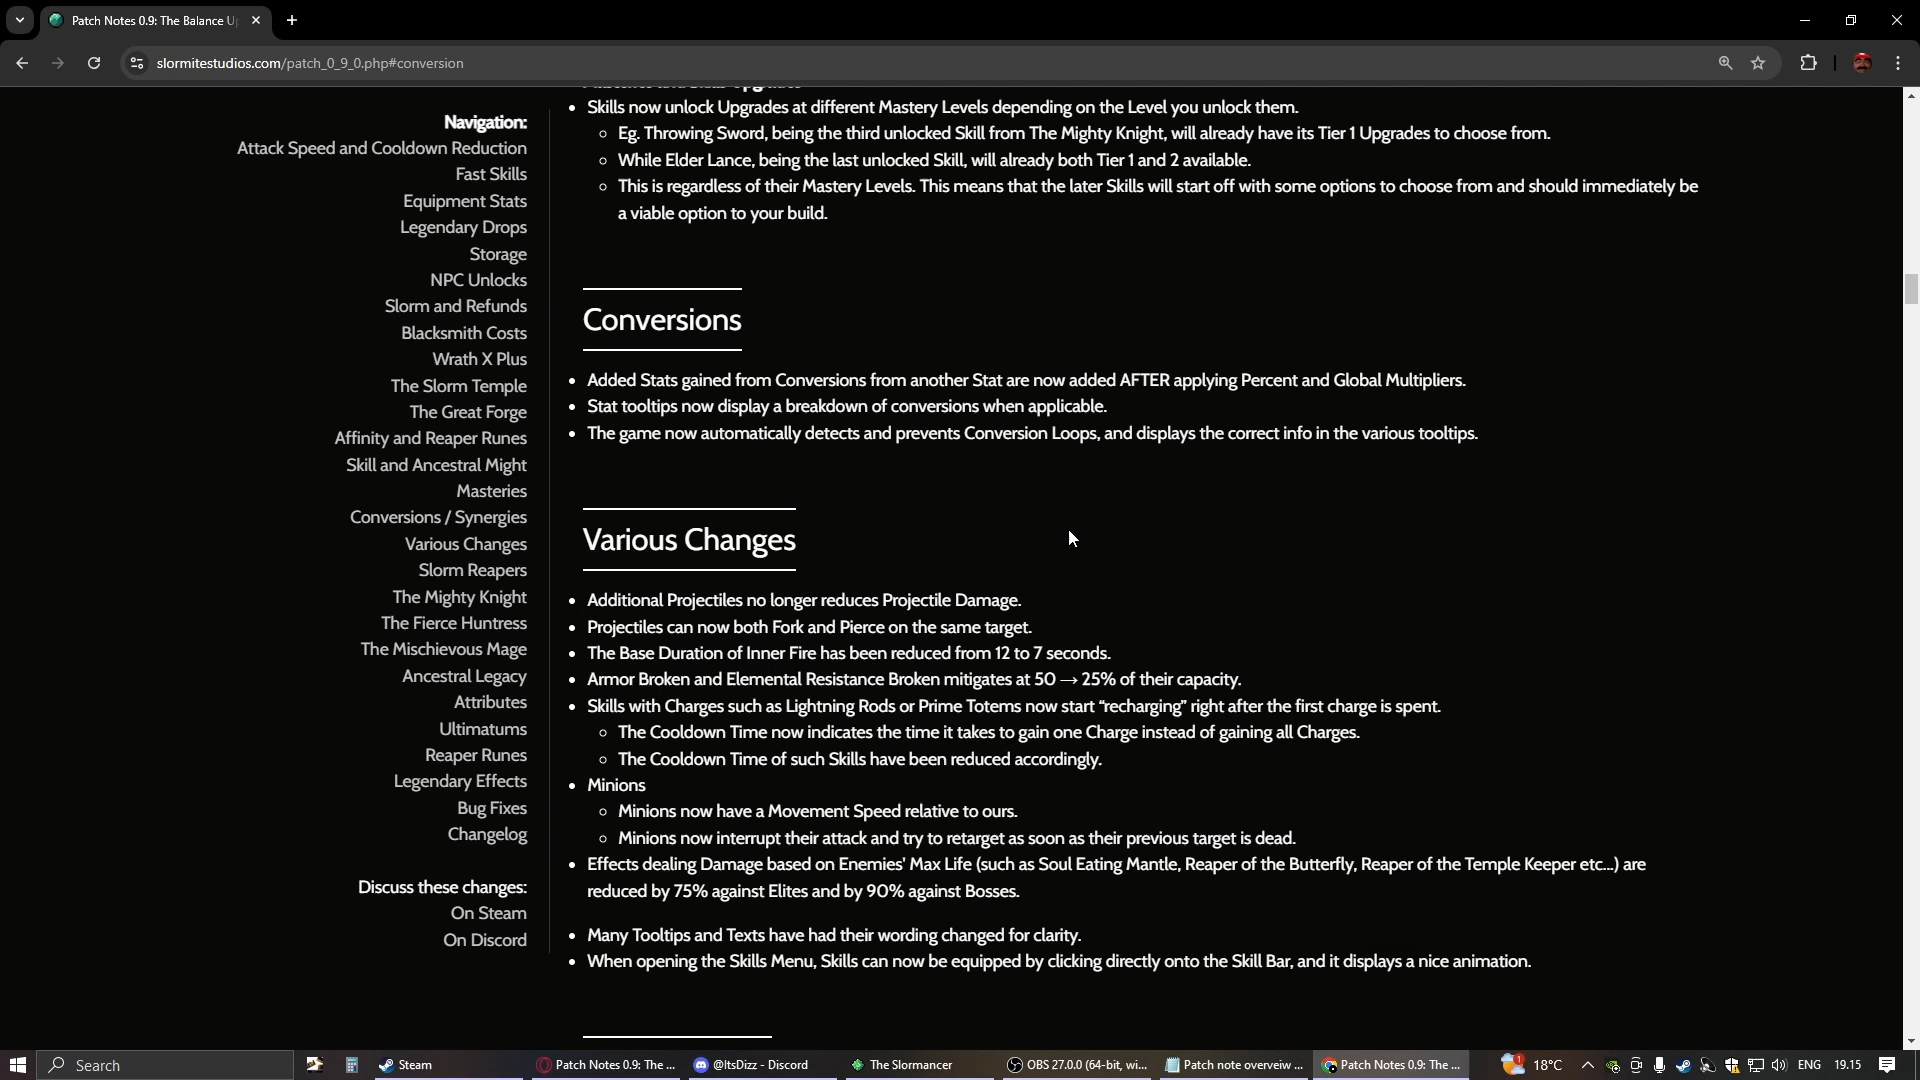 Patch Notes 0.9: The Balance U
slormitestudios.com/patch_0_9_0.php#conversion
Navigation:
Attack Speed and Cooldown Reduction
Fast Skills
Equipment Stats
Legendary Drops
Storage
NPC Unlocks
Slorm and Refunds
Blacksmith Costs
Wrath X Plus
The Slorm Temple
The Great Forge
Affinity and Reaper Runes
Skill and Ancestral Might
Masteries
Conversions / Synergies
Various Changes
Slorm Reapers
The Mighty Knight
The Fierce Huntress
The Mischievous Mage
Ancestral Legacy
Attributes
Ultimatums
Reaper Runes
Legendary Effects
Bug Fixes
Changelog
Discuss these changes:
On Steam
On Discord
• Skills now unlock Upgrades at different Mastery Levels depending on the Level you unlock them.
◦ Eg. Throwing Sword, being the third unlocked Skill from The Mighty Knight, will already have its Tier 1 Upgrades to choose from.
◦ While Elder Lance, being the last unlocked Skill, will already both Tier 1 and 2 available.
◦ This is regardless of their Mastery Levels. This means that the later Skills will start off with some options to choose from and should immediately be
a viable option to your build.
Conversions
• Added Stats gained from Conversions from another Stat are now added AFTER applying Percent and Global Multipliers.
• Stat tooltips now display a breakdown of conversions when applicable.
• The game now automatically detects and prevents Conversion Loops, and displays the correct info in the various tooltips.
Various Changes
• Additional Projectiles no longer reduces Projectile Damage.
• Projectiles can now both Fork and Pierce on the same target.
• The Base Duration of Inner Fire has been reduced from 12 to 7 seconds.
• Armor Broken and Elemental Resistance Broken mitigates at 50 → 25% of their capacity.
• Skills with Charges such as Lightning Rods or Prime Totems now start “recharging” right after the first charge is spent.
◦ The Cooldown Time now indicates the time it takes to gain one Charge instead of gaining all Charges.
◦ The Cooldown Time of such Skills have been reduced accordingly.
• Minions
◦ Minions now have a Movement Speed relative to ours.
◦ Minions now interrupt their attack and try to retarget as soon as their previous target is dead.
• Effects dealing Damage based on Enemies' Max Life (such as Soul Eating Mantle, Reaper of the Butterfly, Reaper of the Temple Keeper etc...) are
reduced by 75% against Elites and by 90% against Bosses.
• Many Tooltips and Texts have had their wording changed for clarity.
• When opening the Skills Menu, Skills can now be equipped by clicking directly onto the Skill Bar, and it displays a nice animation.
Search
Steam
Patch Notes 0.9: The ...
@ItsDizz - Discord
The Slormancer
OBS 27.0.0 (64-bit, wi...
Patch note overveiw ...
Patch Notes 0.9: The ...
1
18°C
ENG
19.15